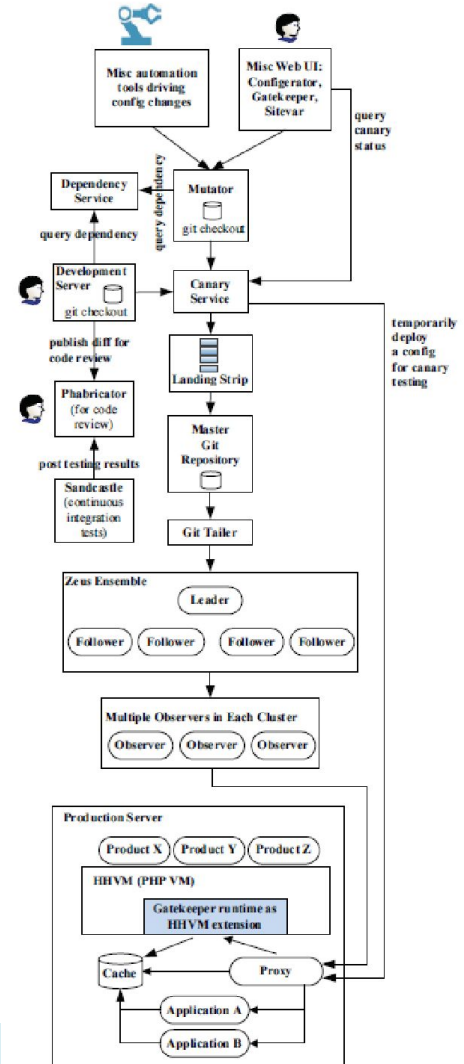 Misc automation
tools driving
config changes
Misc Web UI:
Configerator,
Gatekeeper,
Sitevar
query
canary
status
Dependency
Service
query dependency
Mutator
git checkout
query dependency
Development
Server
git checkout
Canary
Service
publish diff for
code review
temporarily
deploy
a config
for canary
testing
Landing Strip
Phabricator
(for code
review)
Master
Git
Repository
post testing results
Sandcastle
(continuous
integration
tests)
Git Tailer
Zeus Ensemble
Leader
Follower Follower Follower Follower
Multiple Observers in Each Cluster
Observer Observer Observer
Production Server
Product X Product Y Product Z
HHVM (PHP VM)
Gatekeeper runtime as
HHVM extension
Cache
Proxy
Application A
Application B